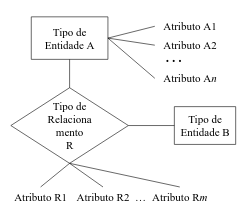 Tipo de
Entidade A
Atributo A1
Atributo A2
...
Atributo An
Tipo de
Relaciona
mento
R
Tipo de
Entidade B
Atributo R1 Atributo R2 ... Atributo Rm